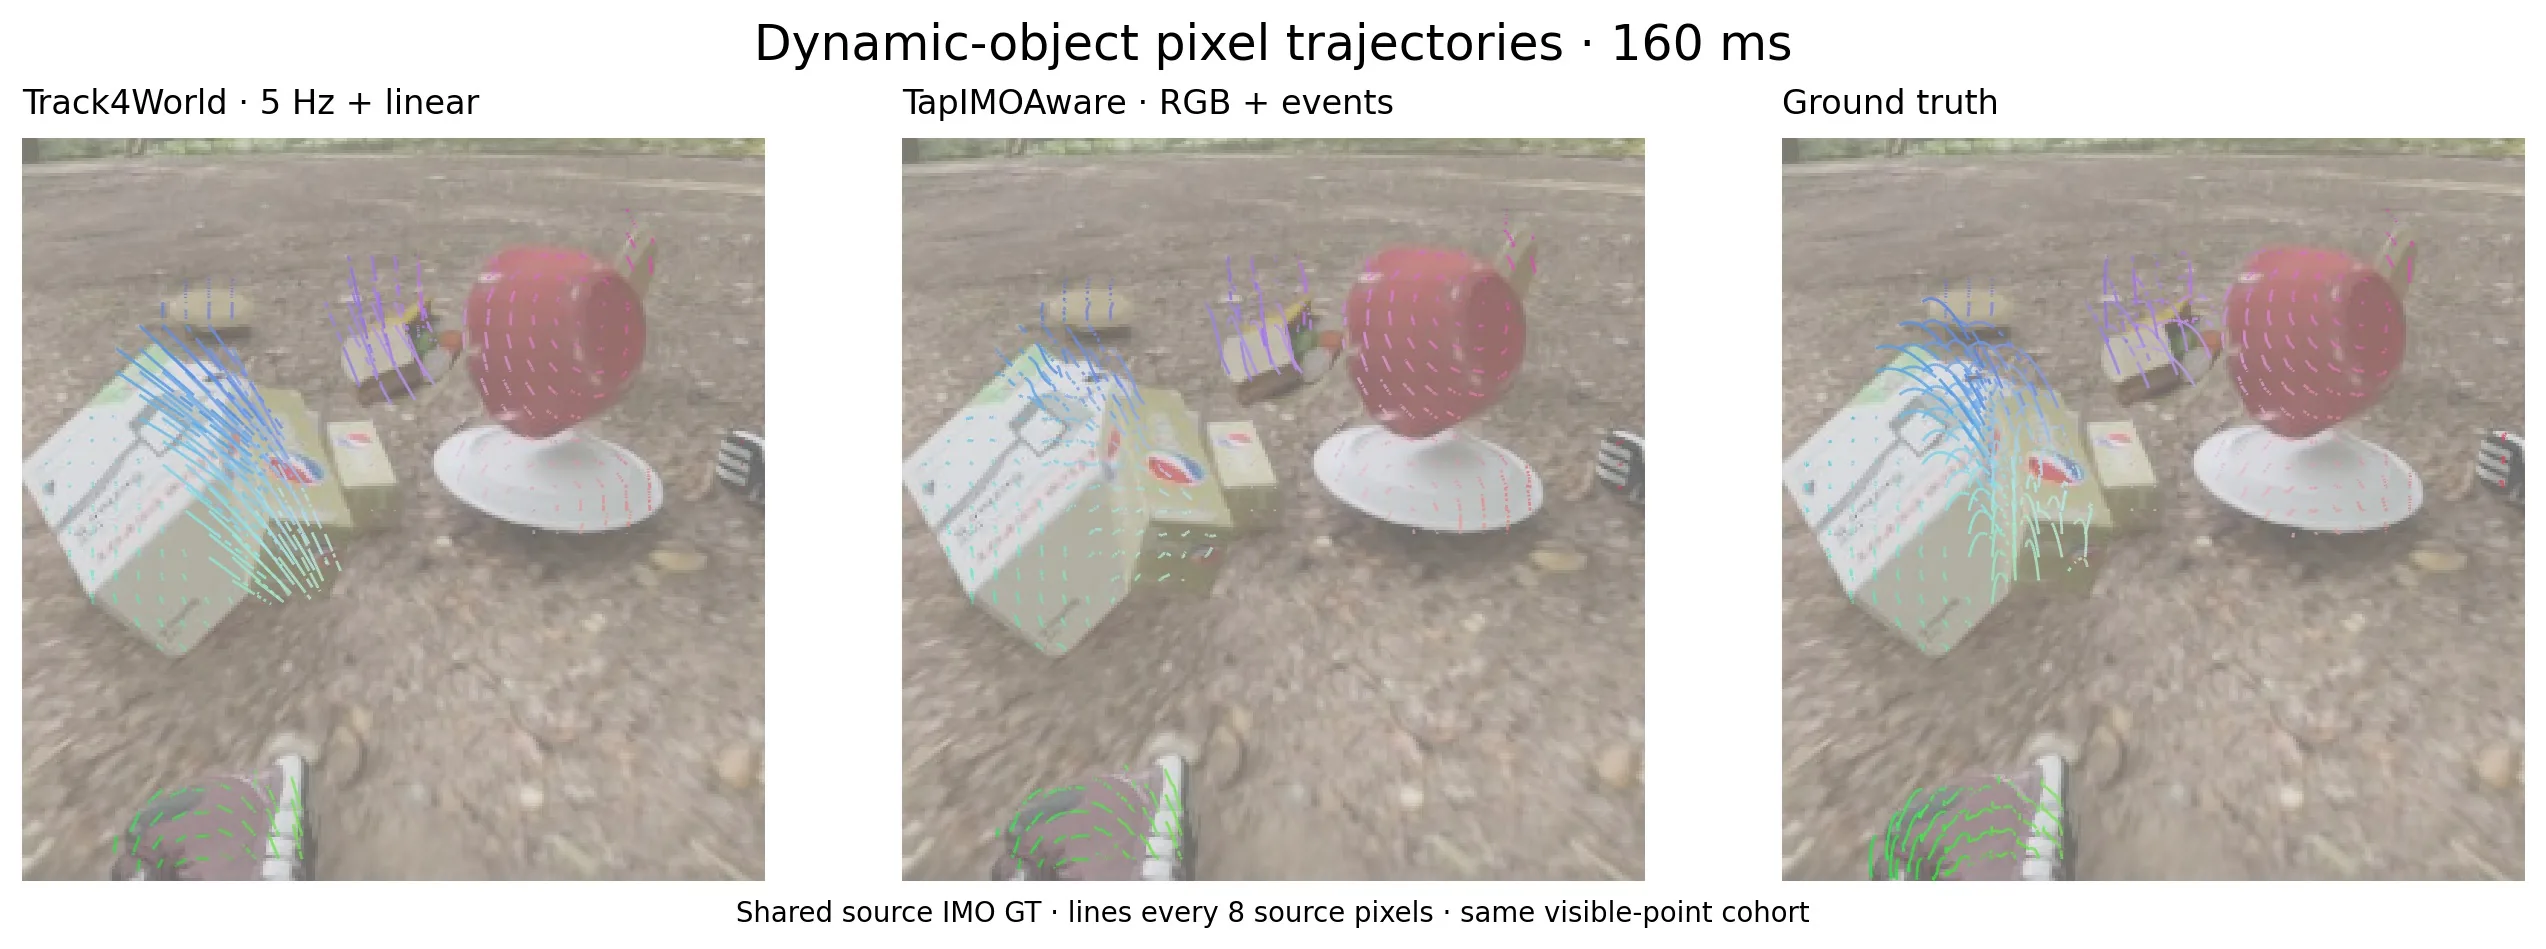 Dynamic-object pixel trajectories · 160 ms
Track4World · 5 Hz + linear
TapIMOAware · RGB + events
Ground truth
Shared source IMO GT · lines every 8 source pixels · same visible-point cohort